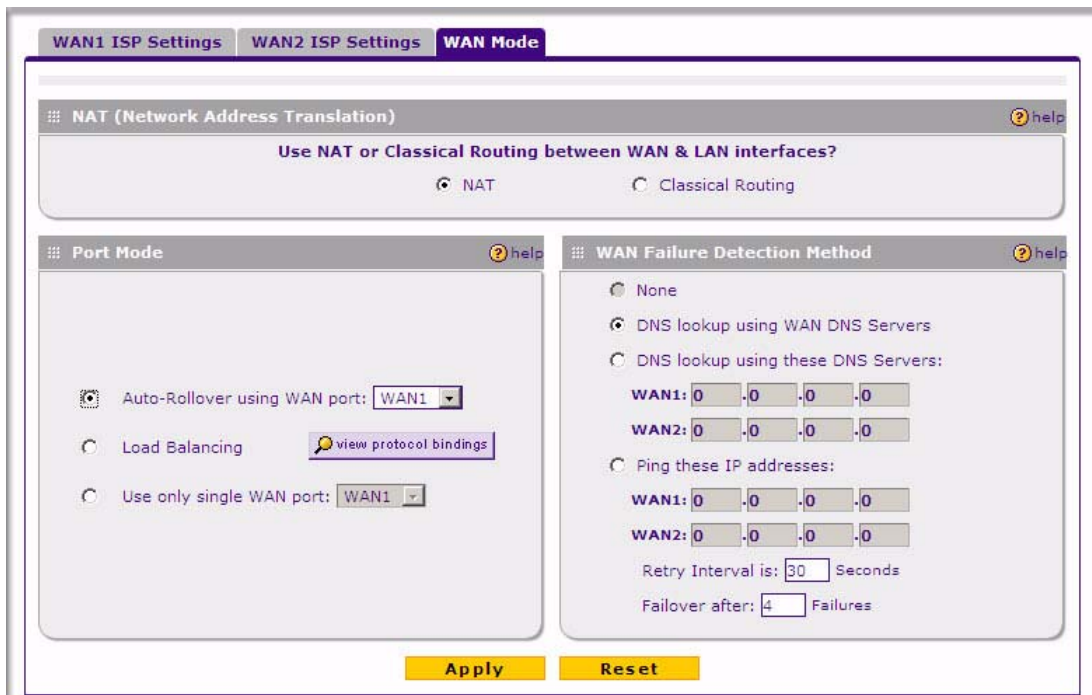 WAN1 ISP Settings WAN2 ISP Settings WAN Mode
NAT (Network Address Translation) ? help
Use NAT or Classical Routing between WAN & LAN interfaces?
NAT Classical Routing
Port Mode ? help
Auto-Rollover using WAN port: WAN1
Load Balancing view protocol bindings
Use only single WAN port: WAN1
WAN Failure Detection Method ? help
None
DNS lookup using WAN DNS Servers
DNS lookup using these DNS Servers:
WAN1: 0 .0 .0 .0
WAN2: 0 .0 .0 .0
Ping these IP addresses:
WAN1: 0 .0 .0 .0
WAN2: 0 .0 .0 .0
Retry Interval is: 30 Seconds
Failover after: 4 Failures
Apply Reset